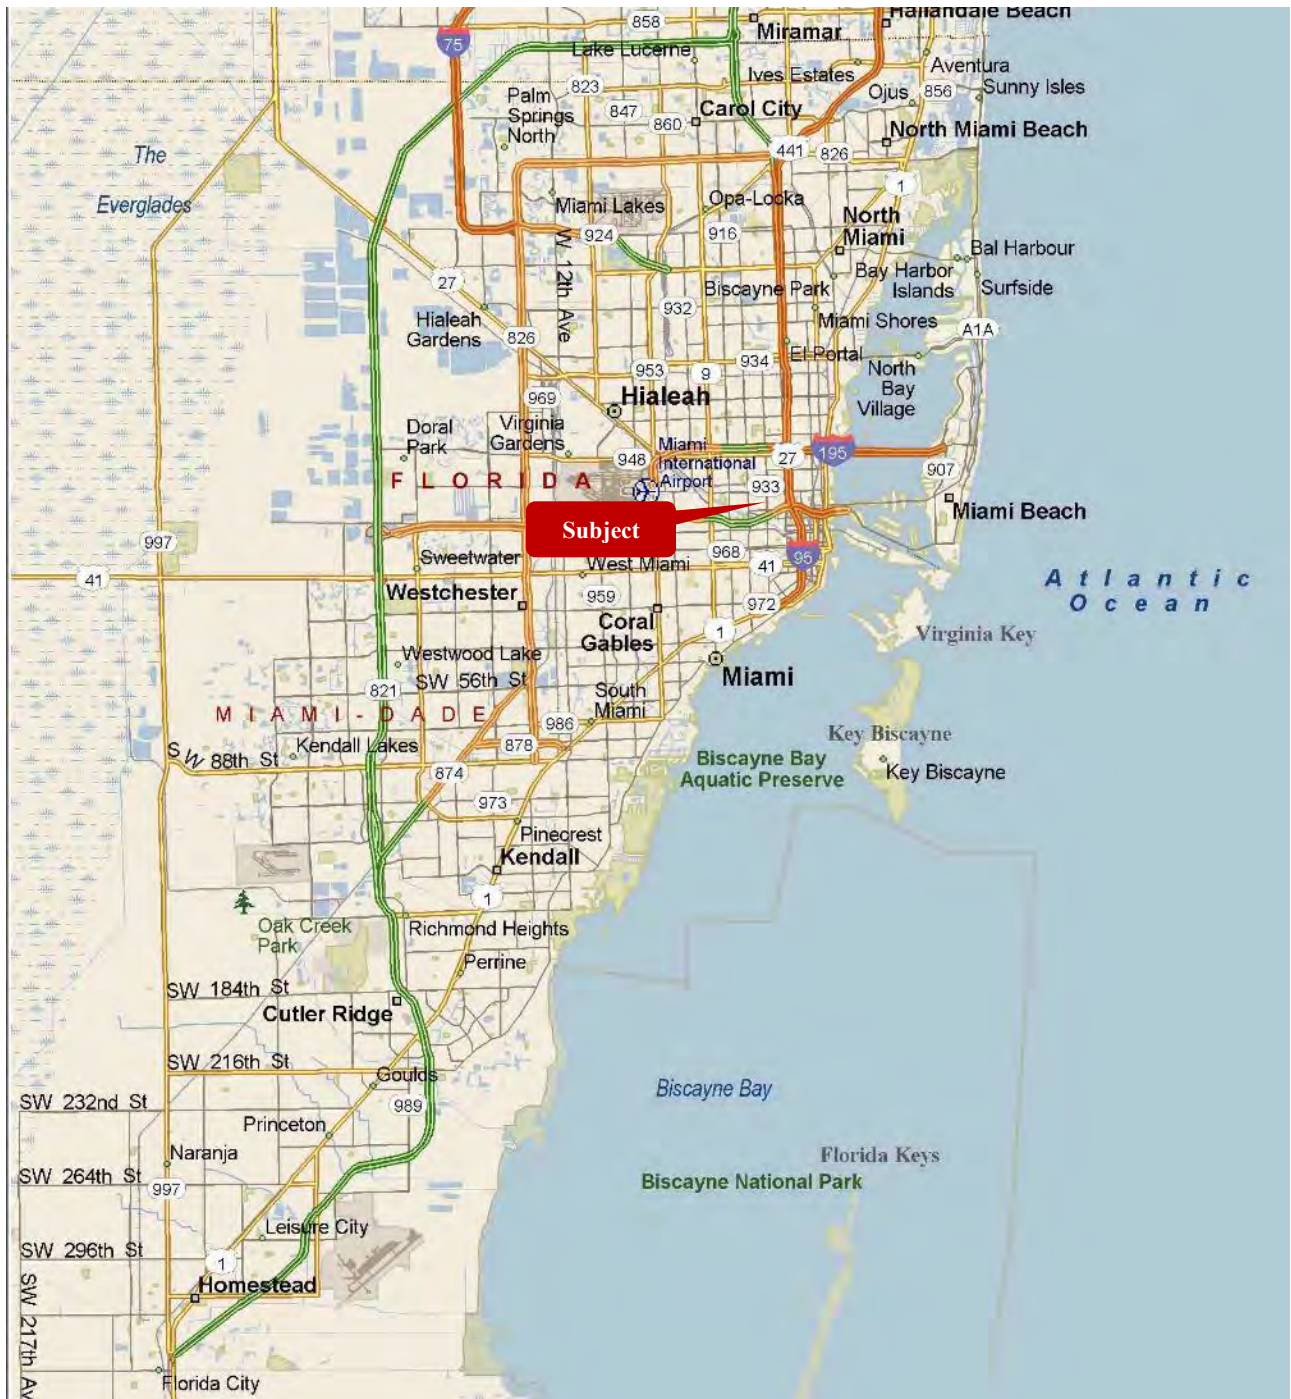 Hallandale Beach
858
Miramar
75
Lake Lucerne
Ives Estates
Aventura
823
Ojus
856
Sunny Isles
Palm
Springs
North
847
860
Carol City
North Miami Beach
The
Everglades
441
826
1
Miami Lakes
Opa-Locka
North
Miami
924
916
W 12th Ave
Bal Harbour
Bay Harbor
Islands
27
Biscayne Park
Surfside
932
Hialeah
Gardens
Miami Shores
A1A
826
El Portal
934
953
9
North
Bay
Village
969
Hialeah
Doral
Park
Virginia
Gardens
Miami
International
Airport
948
27
195
907
FLORIDA
933
Miami Beach
Subject
997
Sweetwater
West Miami
968
41
95
41
Atlantic
Ocean
Westchester
959
972
Coral
Gables
1
Virginia Key
Westwood Lake
Miami
SW 56th St
821
South
Miami
MIAMI-DADE
986
Key Biscayne
Kendall Lakes
878
SW 88th St
Biscayne Bay
Aquatic Preserve
874
Key Biscayne
973
Pinecrest
Kendall
1
Oak Creek
Park
Richmond Heights
Perrine
SW 184th St
Cutler Ridge
SW 216th St
Goulds
Biscayne Bay
SW 232nd St
989
Princeton
Naranja
Florida Keys
SW 264th St
997
Biscayne National Park
Leisure City
SW 296th St
1
Homestead
SW 217th Av
Florida City